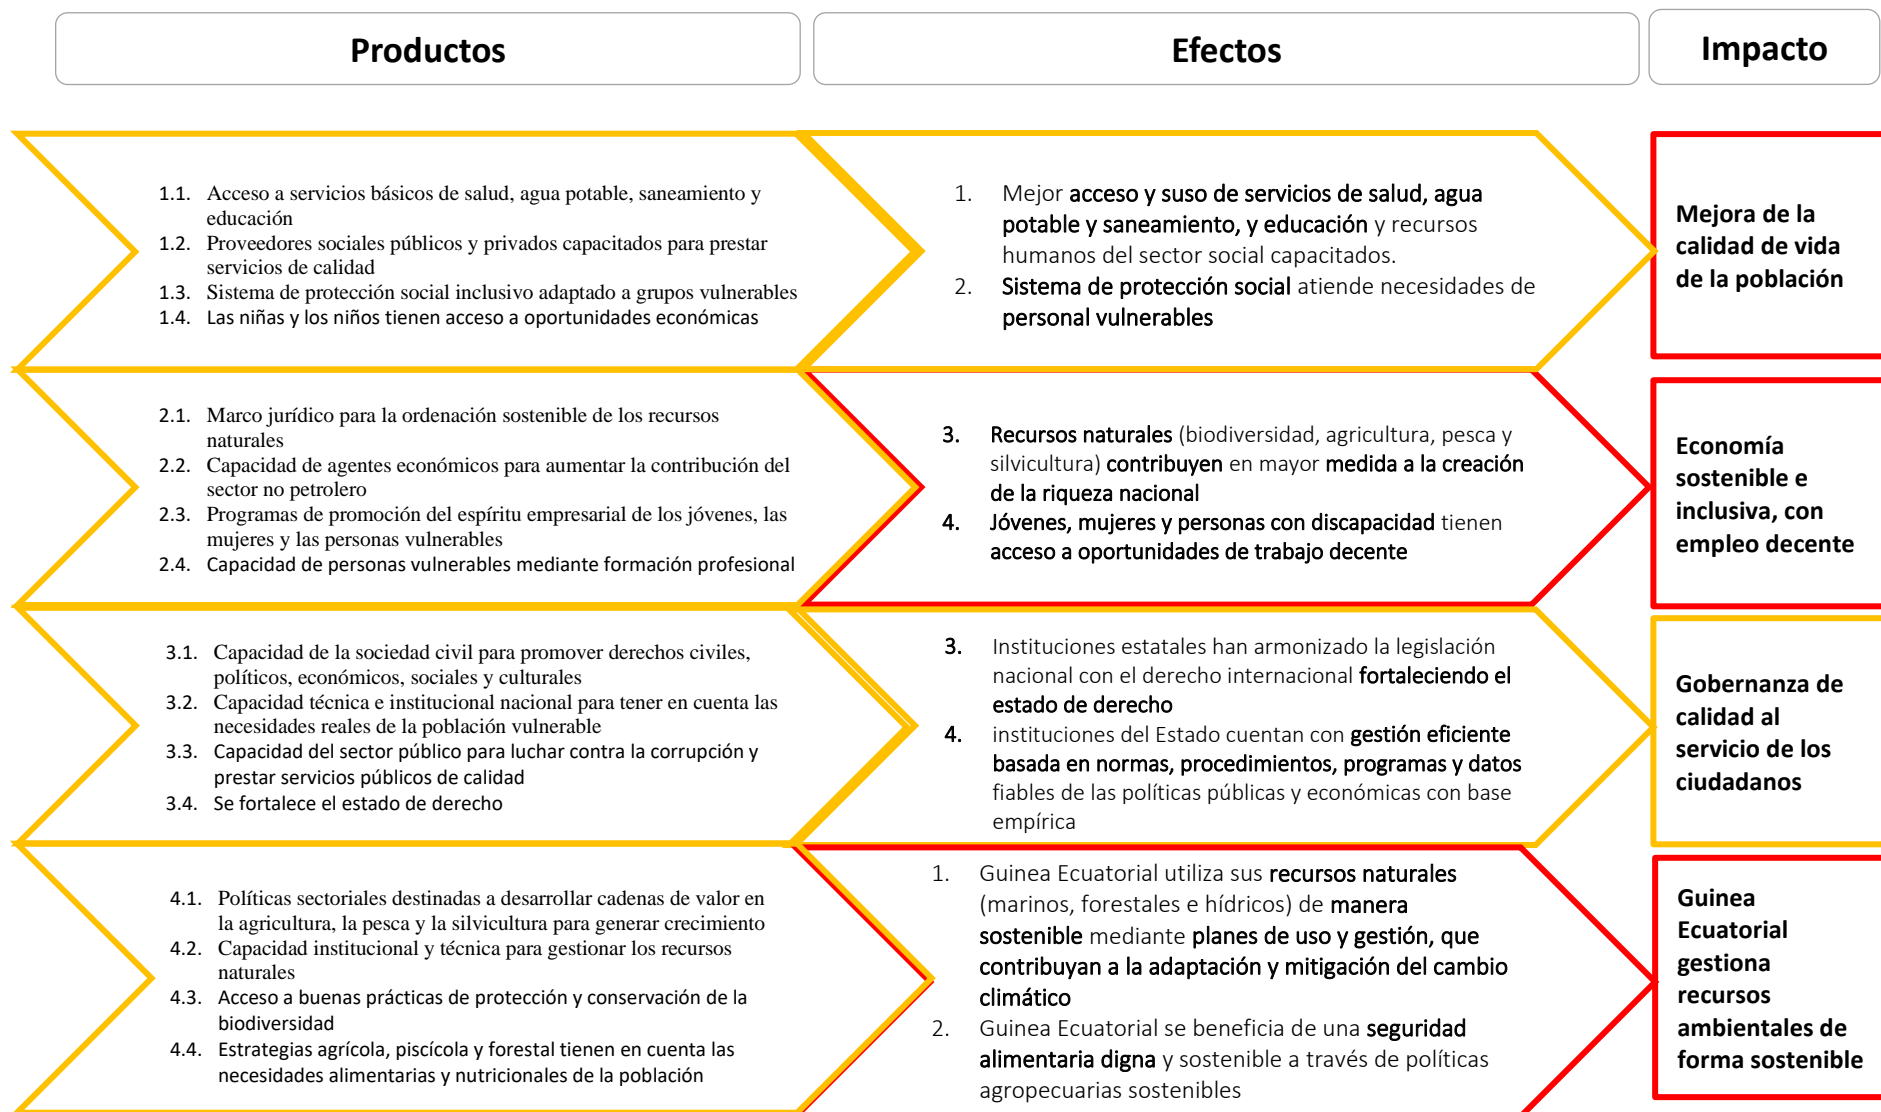 Productos
Efectos
Impacto
1.1. Acceso a servicios básicos de salud, agua potable, saneamiento y
educación
1.2. Proveedores sociales públicos y privados capacitados para prestar
servicios de calidad
1.3. Sistema de protección social inclusivo adaptado a grupos vulnerables
1.4. Las niñas y los niños tienen acceso a oportunidades económicas
1. Mejor acceso y suso de servicios de salud, agua
potable y saneamiento, y educación y recursos
humanos del sector social capacitados.
2. Sistema de protección social atiende necesidades de
personal vulnerables
Mejora de la
calidad de vida
de la población
2.1. Marco jurídico para la ordenación sostenible de los recursos
naturales
2.2. Capacidad de agentes económicos para aumentar la contribución del
sector no petrolero
2.3. Programas de promoción del espíritu empresarial de los jóvenes, las
mujeres y las personas vulnerables
2.4. Capacidad de personas vulnerables mediante formación profesional
3. Recursos naturales (biodiversidad, agricultura, pesca y
silvicultura) contribuyen en mayor medida a la creación
de la riqueza nacional
4. Jóvenes, mujeres y personas con discapacidad tienen
acceso a oportunidades de trabajo decente
Economía
sostenible e
inclusiva, con
empleo decente
3.1. Capacidad de la sociedad civil para promover derechos civiles,
políticos, económicos, sociales y culturales
3.2. Capacidad técnica e institucional nacional para tener en cuenta las
necesidades reales de la población vulnerable
3.3. Capacidad del sector público para luchar contra la corrupción y
prestar servicios públicos de calidad
3.4. Se fortalece el estado de derecho
3. Instituciones estatales han armonizado la legislación
nacional con el derecho internacional fortaleciendo el
estado de derecho
4. instituciones del Estado cuentan con gestión eficiente
basada en normas, procedimientos, programas y datos
fiables de las políticas públicas y económicas con base
empírica
Gobernanza de
calidad al
servicio de los
ciudadanos
4.1. Políticas sectoriales destinadas a desarrollar cadenas de valor en
la agricultura, la pesca y la silvicultura para generar crecimiento
4.2. Capacidad institucional y técnica para gestionar los recursos
naturales
4.3. Acceso a buenas prácticas de protección y conservación de la
biodiversidad
4.4. Estrategias agrícola, piscícola y forestal tienen en cuenta las
necesidades alimentarias y nutricionales de la población
1. Guinea Ecuatorial utiliza sus recursos naturales
(marinos, forestales e hídricos) de manera
sostenible mediante planes de uso y gestión, que
contribuyan a la adaptación y mitigación del cambio
climático
2. Guinea Ecuatorial se beneficia de una seguridad
alimentaria digna y sostenible a través de políticas
agropecuarias sostenibles
Guinea
Ecuatorial
gestiona
recursos
ambientales de
forma sostenible